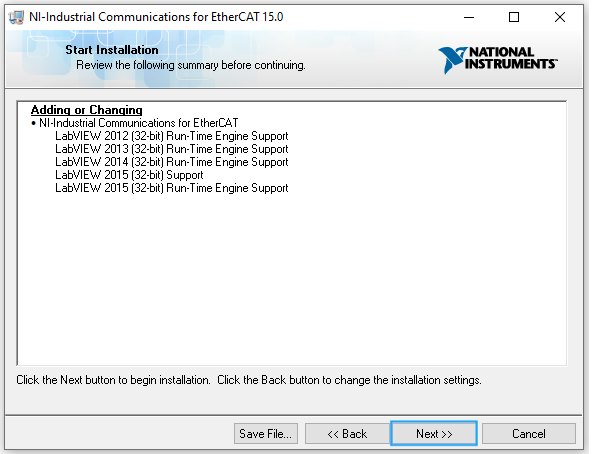 NI-Industrial Communications for EtherCAT 15.0
Start Installation
Review the following summary before continuing.
NATIONAL
INSTRUMENTS™
Adding or Changing
• NI-Industrial Communications for EtherCAT
LabVIEW 2012 (32-bit) Run-Time Engine Support
LabVIEW 2013 (32-bit) Run-Time Engine Support
LabVIEW 2014 (32-bit) Run-Time Engine Support
LabVIEW 2015 (32-bit) Support
LabVIEW 2015 (32-bit) Run-Time Engine Support
Click the Next button to begin installation.  Click the Back button to change the installation settings.
Save File... << Back Next >> Cancel